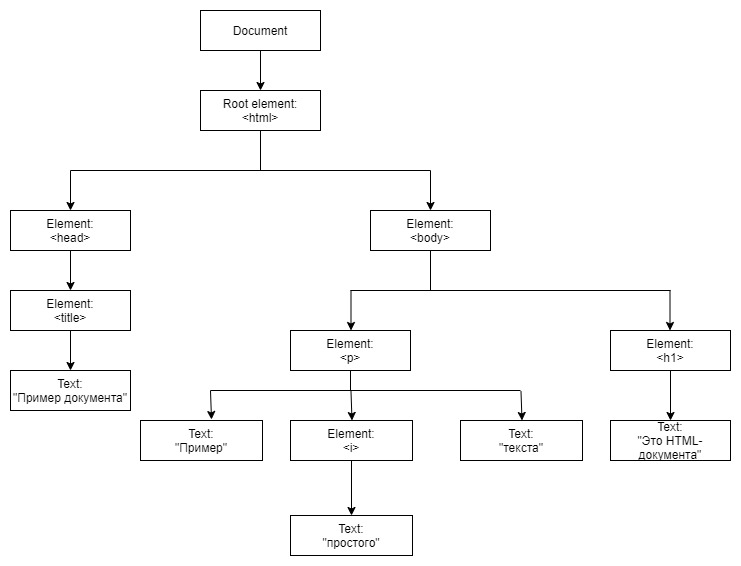 Document
Root element:
<html>
Element:
<head>
Element:
<body>
Element:
<title>
Element:
<p>
Element:
<h1>
Text:
"Пример документа"
Text:
"Пример"
Element:
<i>
Text:
"текста"
Text:
"Это HTML-
документа"
Text:
"простого"